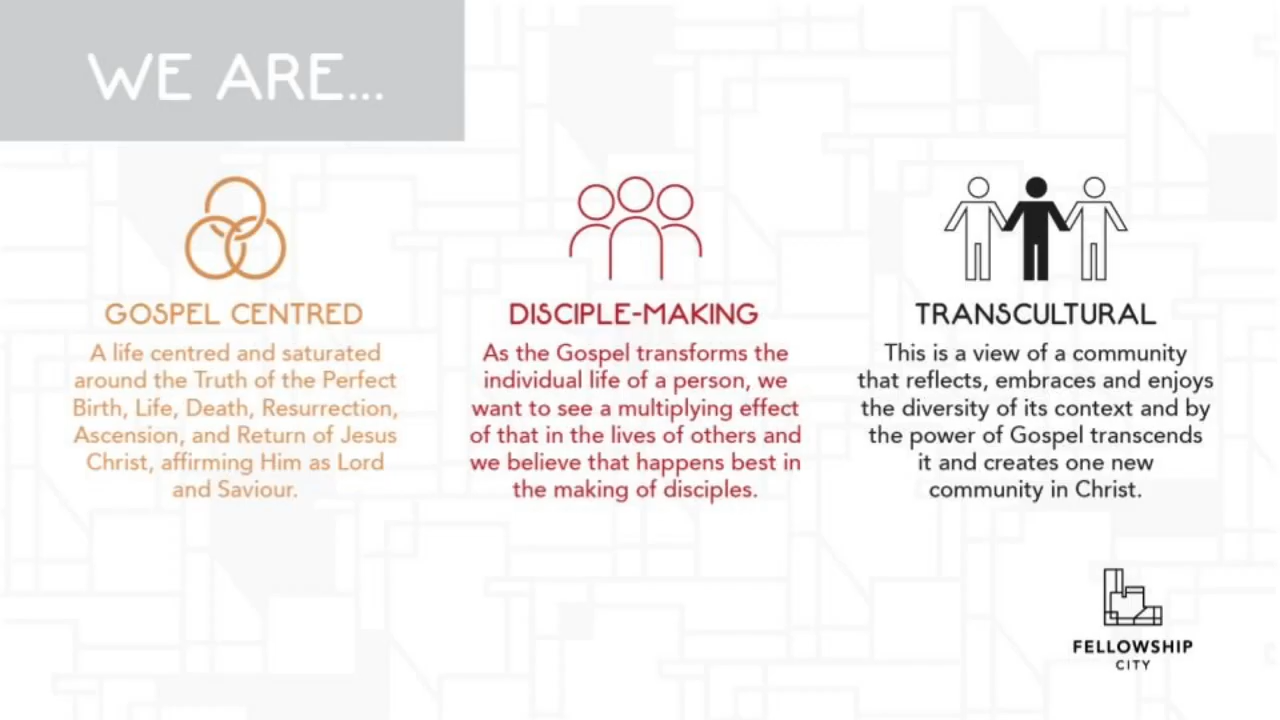 WE ARE...
GOSPEL CENTRED
A life centred and saturated
around the Truth of the Perfect
Birth, Life, Death, Resurrection,
Ascension, and Return of Jesus
Christ, affirming Him as Lord
and Saviour.
DISCIPLE-MAKING
As the Gospel transforms the
individual life of a person, we
want to see a multiplying effect
of that in the lives of others and
we believe that happens best in
the making of disciples.
TRANSCULTURAL
This is a view of a community
that reflects, embraces and enjoys
the diversity of its context and by
the power of Gospel transcends
it and creates one new
community in Christ.
FELLOWSHIP
CITY